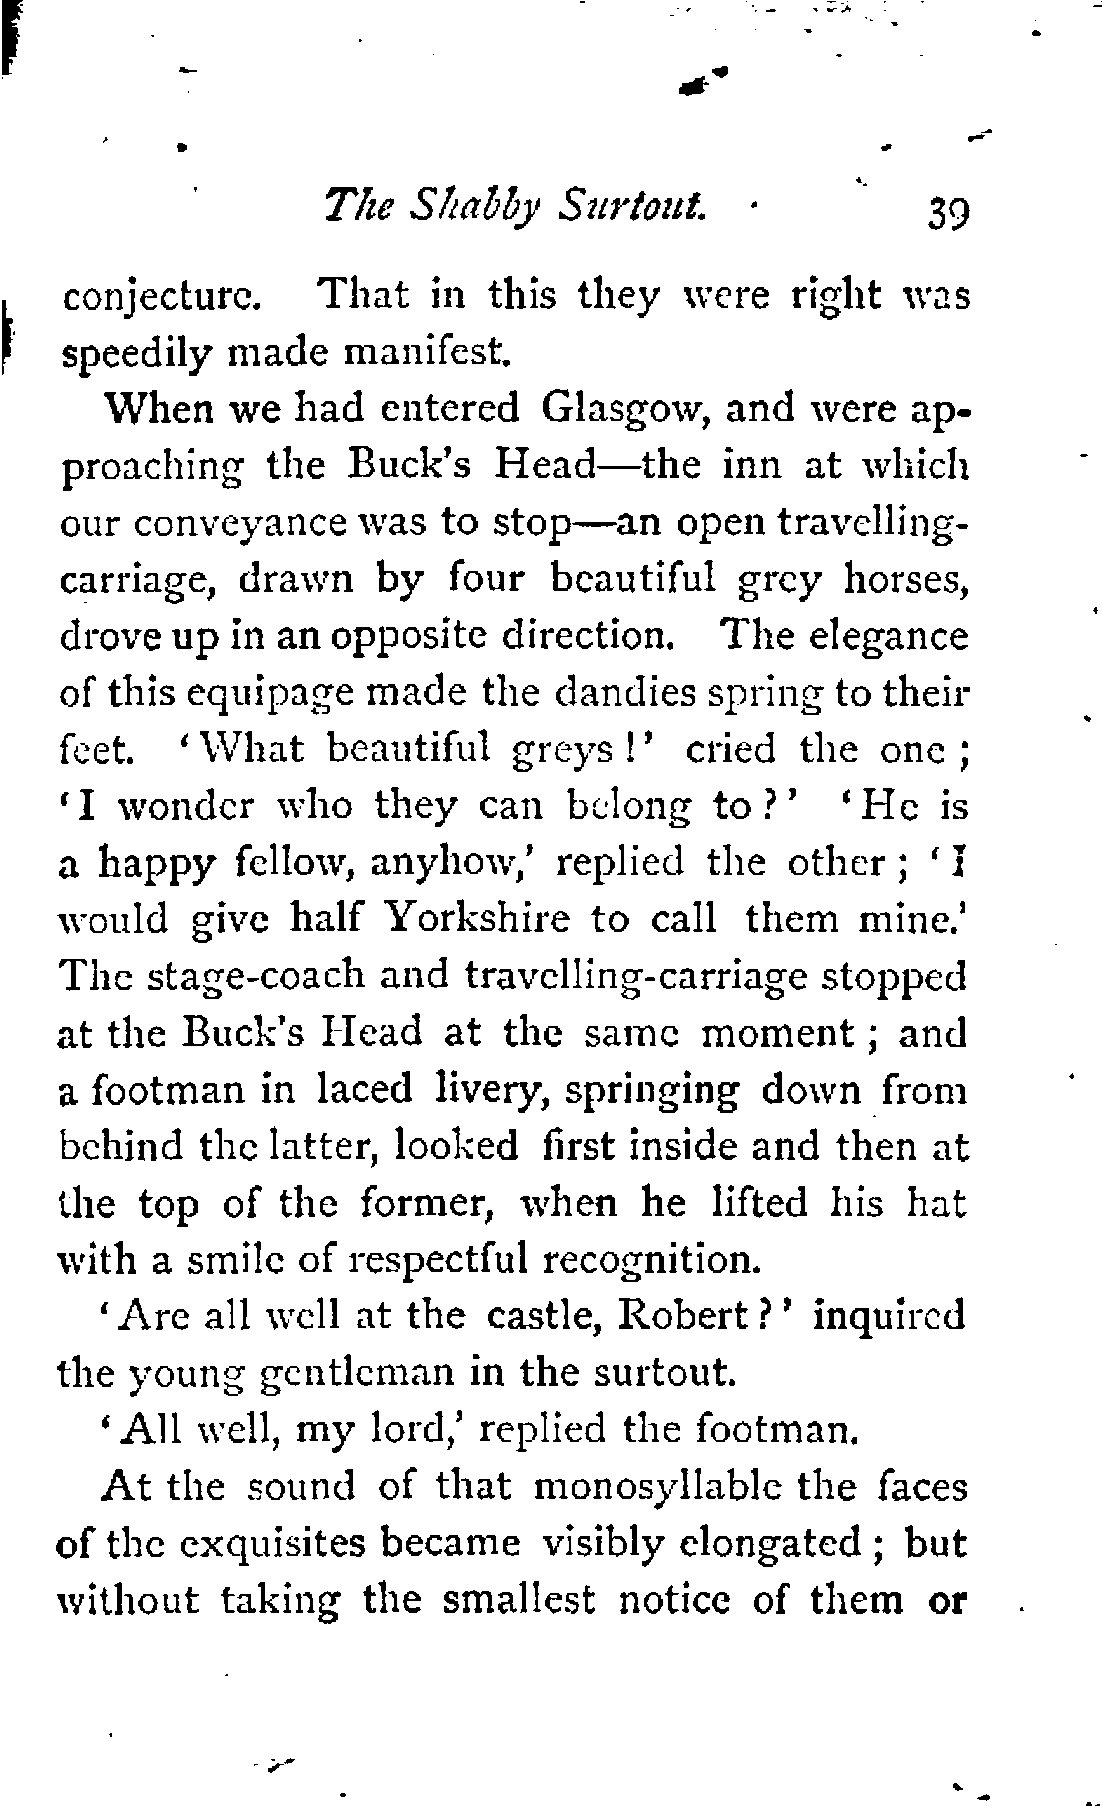 The Shabby Surtout. 39
conjecture. That in this they were right was
speedily made manifest.
When we had entered Glasgow, and were ap-
proaching the Buck's Head—the inn at which
our conveyance was to stop—an open travelling-
carriage, drawn by four beautiful grey horses,
drove up in an opposite direction. The elegance
of this equipage made the dandies spring to their
feet. ‘What beautiful greys!’ cried the one;
‘I wonder who they can belong to?’ ‘He is
a happy fellow, anyhow,’ replied the other; ‘I
would give half Yorkshire to call them mine.’
The stage-coach and travelling-carriage stopped
at the Buck's Head at the same moment; and
a footman in laced livery, springing down from
behind the latter, looked first inside and then at
the top of the former, when he lifted his hat
with a smile of respectful recognition.
‘Are all well at the castle, Robert?’ inquired
the young gentleman in the surtout.
‘All well, my lord,’ replied the footman.
At the sound of that monosyllable the faces
of the exquisites became visibly elongated; but
without taking the smallest notice of them or